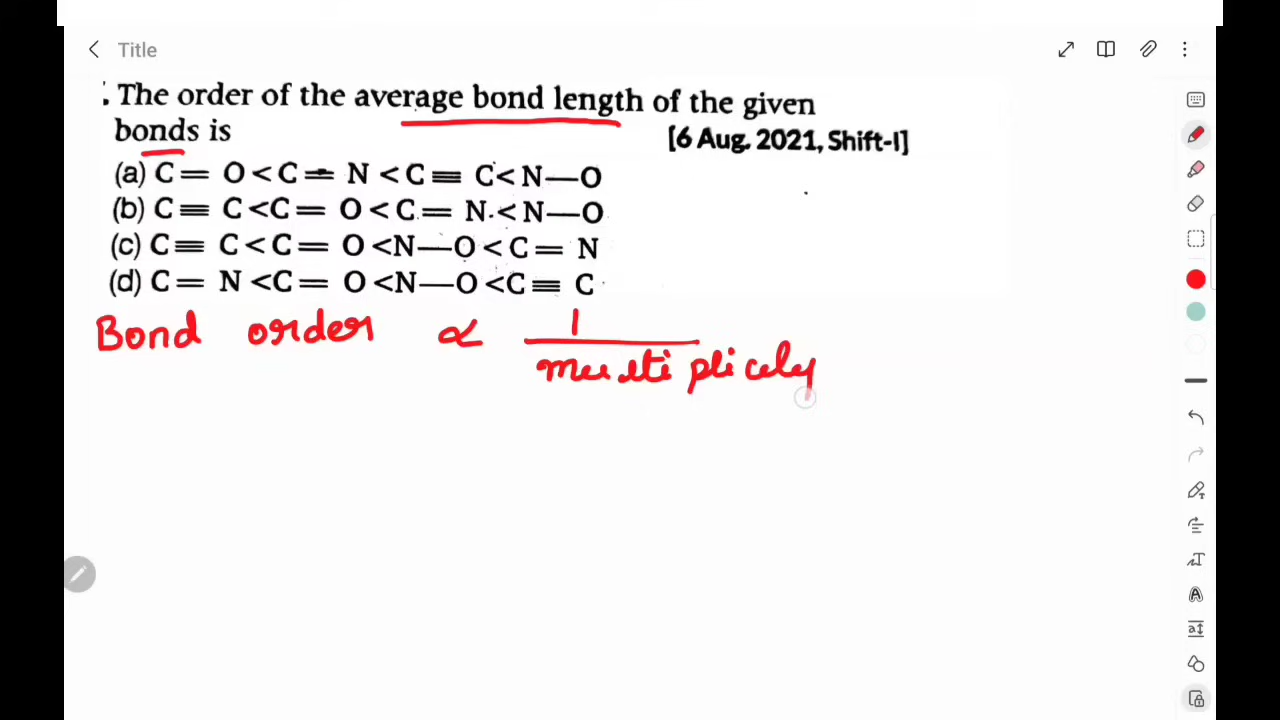 Title
. The order of the average bond length of the given
bonds is [6 Aug. 2021, Shift-I]
(a) C= O<C= N <C≡ C<N—O
(b) C≡ C<C= O<C= N.<N—O
(c) C≡ C<C= O<N—O<C= N
(d) C= N<C= O<N—O<C≡ C
Bond order ∝ 1
multiplicity